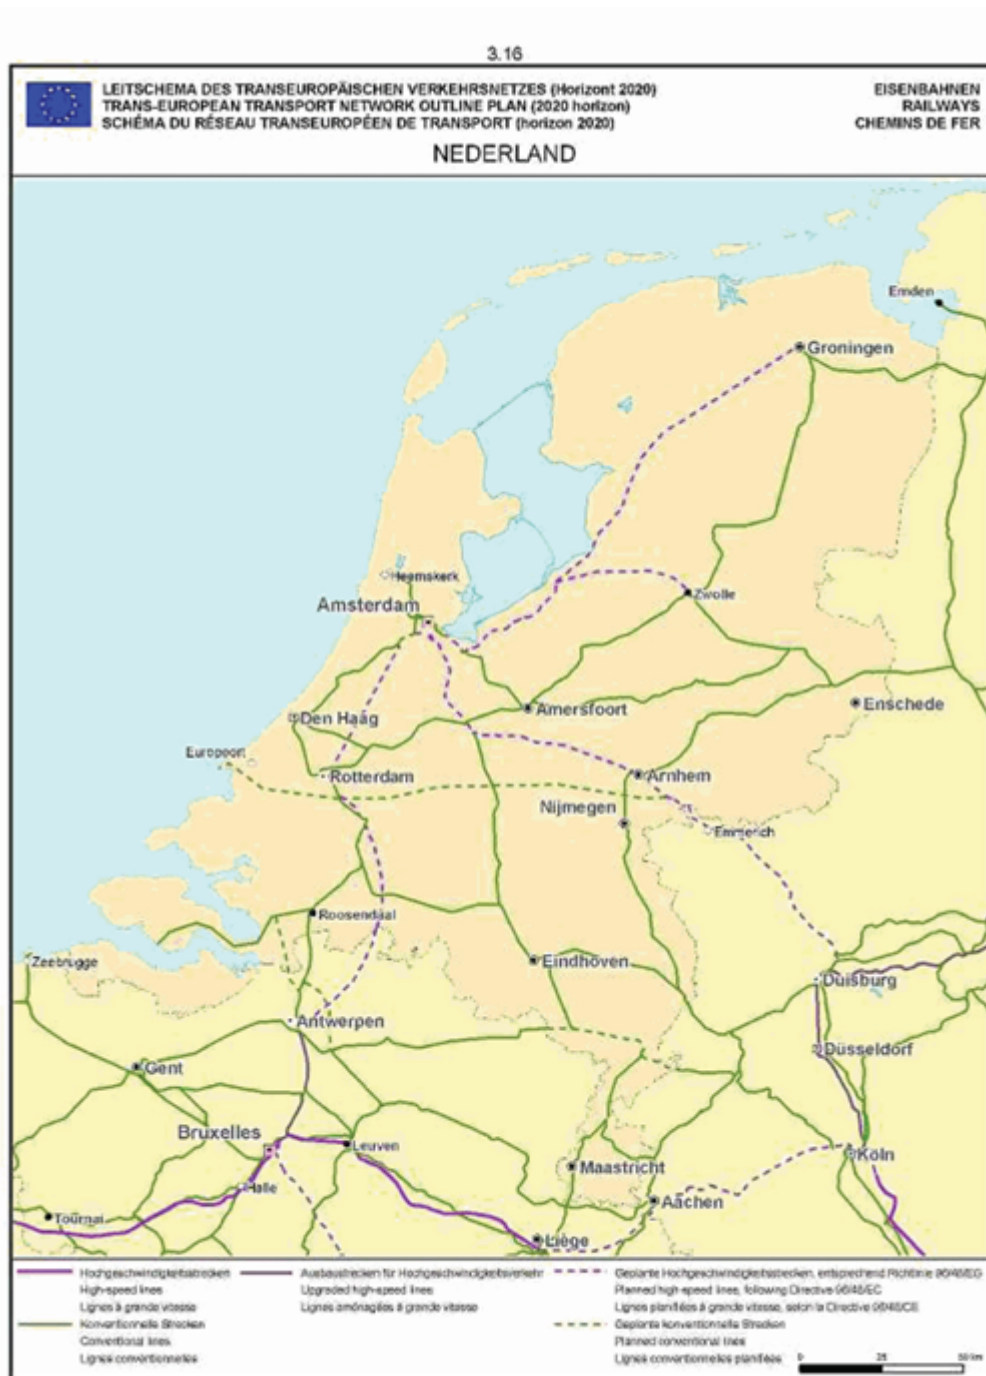 3.16
LEITSCHEMA DES TRANSEUROPÄISCHEN VERKEHRSNETZES (Horizont 2020)
TRANS-EUROPEAN TRANSPORT NETWORK OUTLINE PLAN (2020 horizon)
SCHÉMA DU RÉSEAU TRANSEUROPÉEN DE TRANSPORT (horizon 2020)
EISENBAHNEN
RAILWAYS
CHEMINS DE FER
NEDERLAND
Emden
Groningen
Heemskerk
Amsterdam
Zwolle
Den Haag
Amersfoort
Enschede
Europoort
Rotterdam
Arnhem
Nijmegen
Emmerich
Roosendaal
Zeebrugge
Eindhoven
Duisburg
Antwerpen
Düsseldorf
Gent
Bruxelles
Leuven
Köln
Maastricht
Halle
Aachen
Tournai
Liège
Hochgeschwindigkeitsstrecken
High-speed lines
Lignes à grande vitesse
Konventionelle Strecken
Conventional lines
Lignes conventionnelles
Ausbaustrecken für Hochgeschwindigkeitsverkehr
Upgraded high-speed lines
Lignes aménagées à grande vitesse
Geplante Hochgeschwindigkeitsstrecken, entsprechend Richtlinie 96/48/EG
Planned high-speed lines, following Directive 96/48/EC
Lignes planifiées à grande vitesse, selon la Directive 96/48/CE
Geplante konventionelle Strecken
Planned conventional lines
Lignes conventionnelles planifiées
0 25 50 km